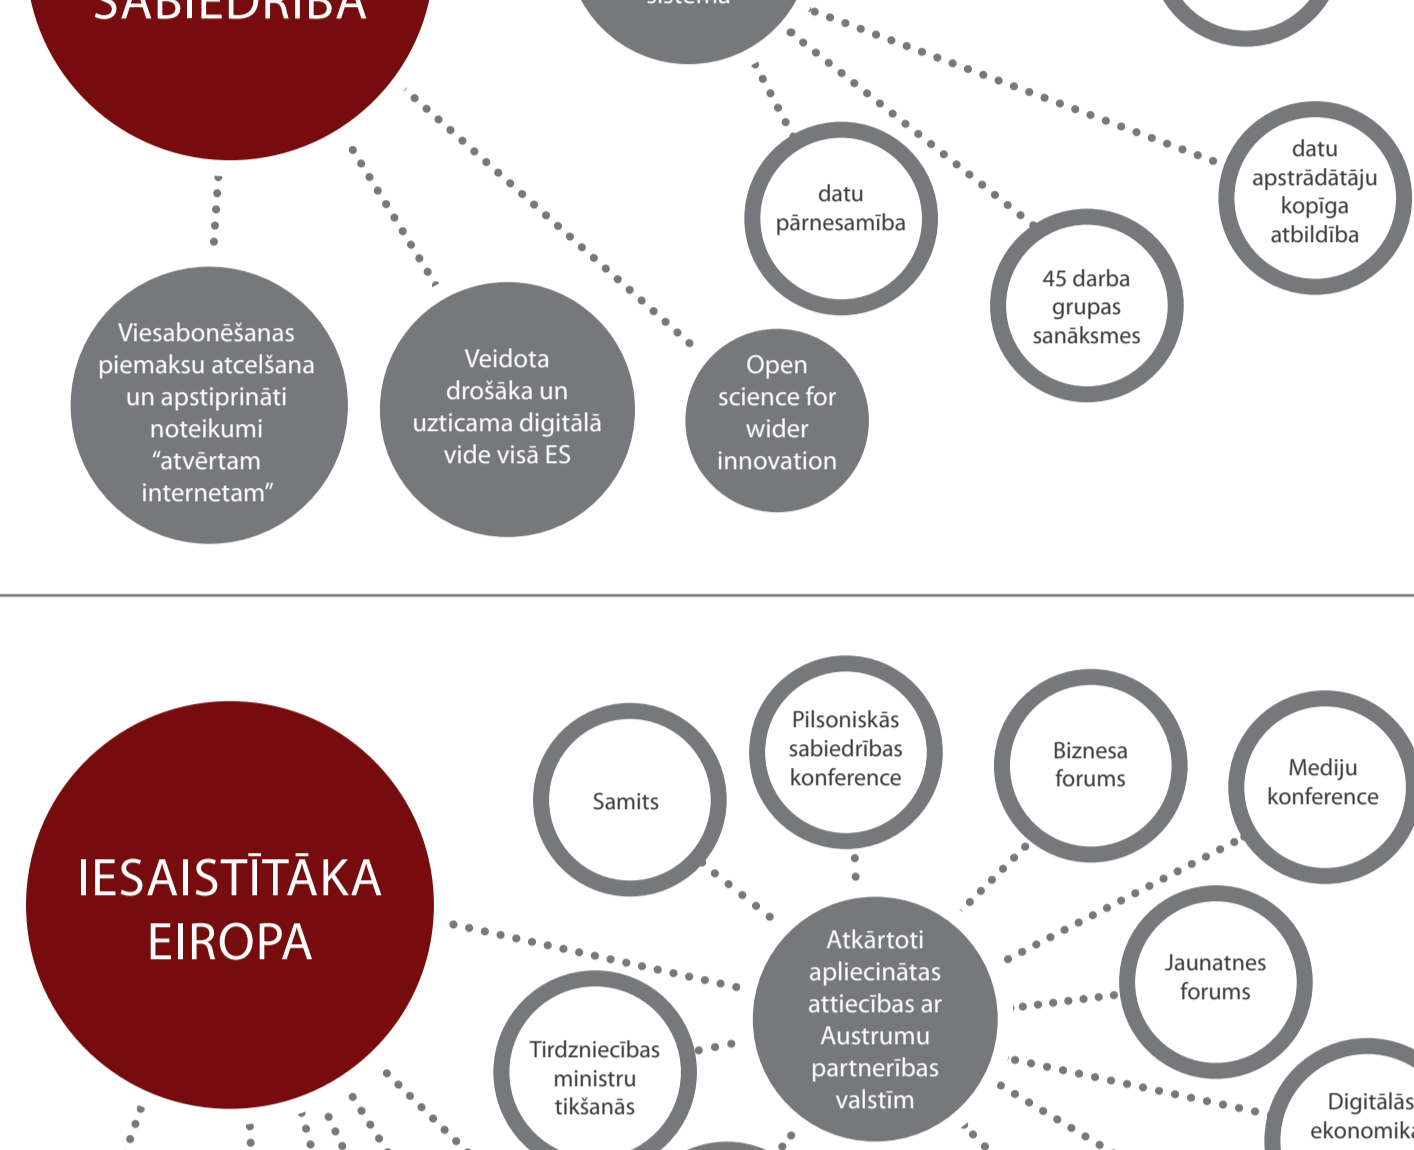 SABIEDRĪBA
sistēma
datu
apstrādātāju
kopīga
atbildība
datu
pārnesamība
45 darba
grupas
sanāksmes
Viesabonēšanas
piemaksu atcelšana
un apstiprināti
noteikumi
“atvērtam
internetam”
Veidota
drošāka un
uzticama digitālā
vide visā ES
Open
science for
wider
innovation
IESAISTĪTĀKA
EIROPA
Samits
Pilsoniskās
sabiedrības
konference
Biznesa
forums
Mediju
konference
Atkārtoti
apliecinātas
attiecības ar
Austrumu
partnerības
valstīm
Jaunatnes
forums
Tirdzniecības
ministru
tikšanās
Digitālās
ekonomika